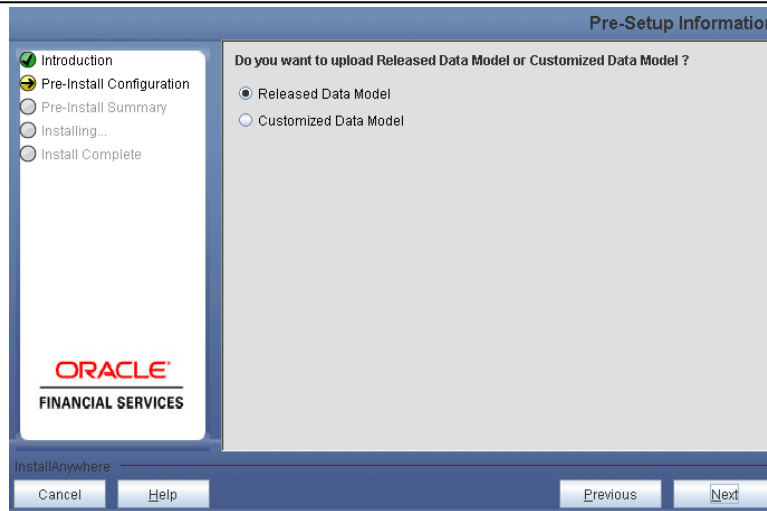 Pre-Setup Information
Introduction
Pre-Install Configuration
Pre-Install Summary
Installing...
Install Complete
Do you want to upload Released Data Model or Customized Data Model ?
Released Data Model
Customized Data Model
ORACLE
FINANCIAL SERVICES
InstallAnywhere
Cancel
Help
Previous
Next